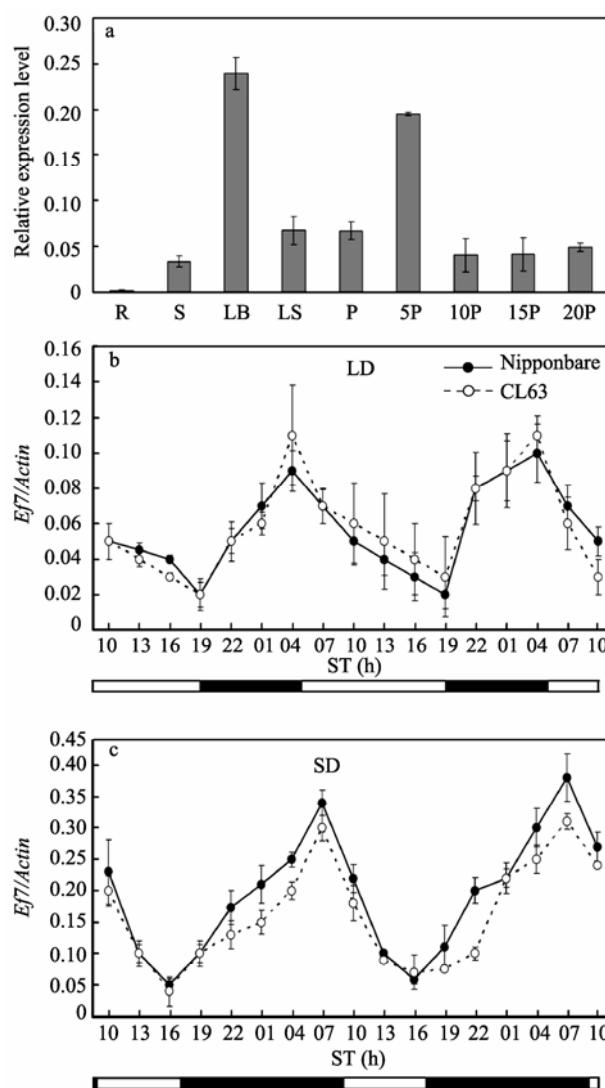 a
Relative expression level
0.30
0.25
0.20
0.15
0.10
0.05
0
R S LB LS P 5P 10P 15P 20P
b
LD
Nipponbare
CL63
Ef7/Actin
0.16
0.14
0.12
0.10
0.08
0.06
0.04
0.02
0
10 13 16 19 22 01 04 07 10 13 16 19 22 01 04 07 10
ST (h)
c
SD
Ef7/Actin
0.45
0.40
0.35
0.30
0.25
0.20
0.15
0.10
0.05
0
10 13 16 19 22 01 04 07 10 13 16 19 22 01 04 07 10
ST (h)